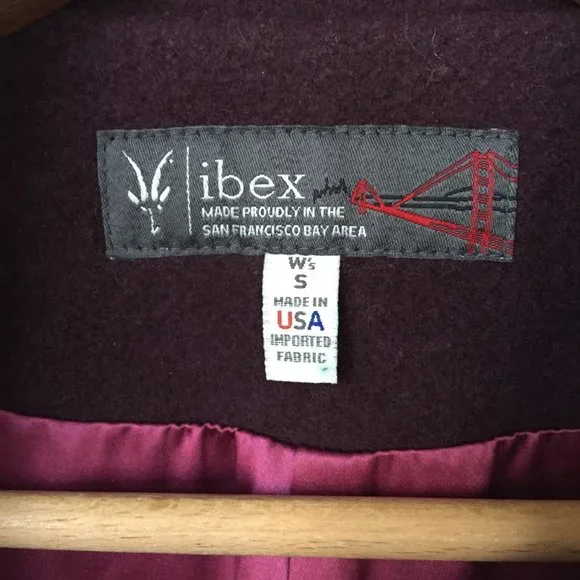 ibex
MADE PROUDLY IN THE
SAN FRANCISCO BAY AREA
W's
S
MADE IN
USA
IMPORTED
FABRIC